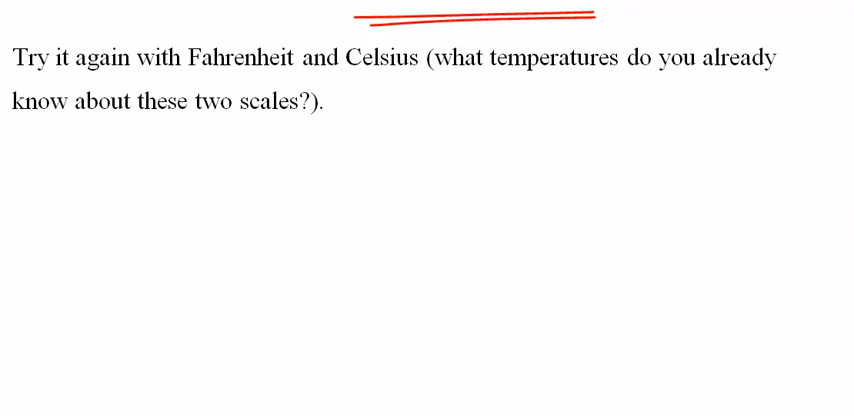 Try it again with Fahrenheit and Celsius (what temperatures do you already
know about these two scales?).